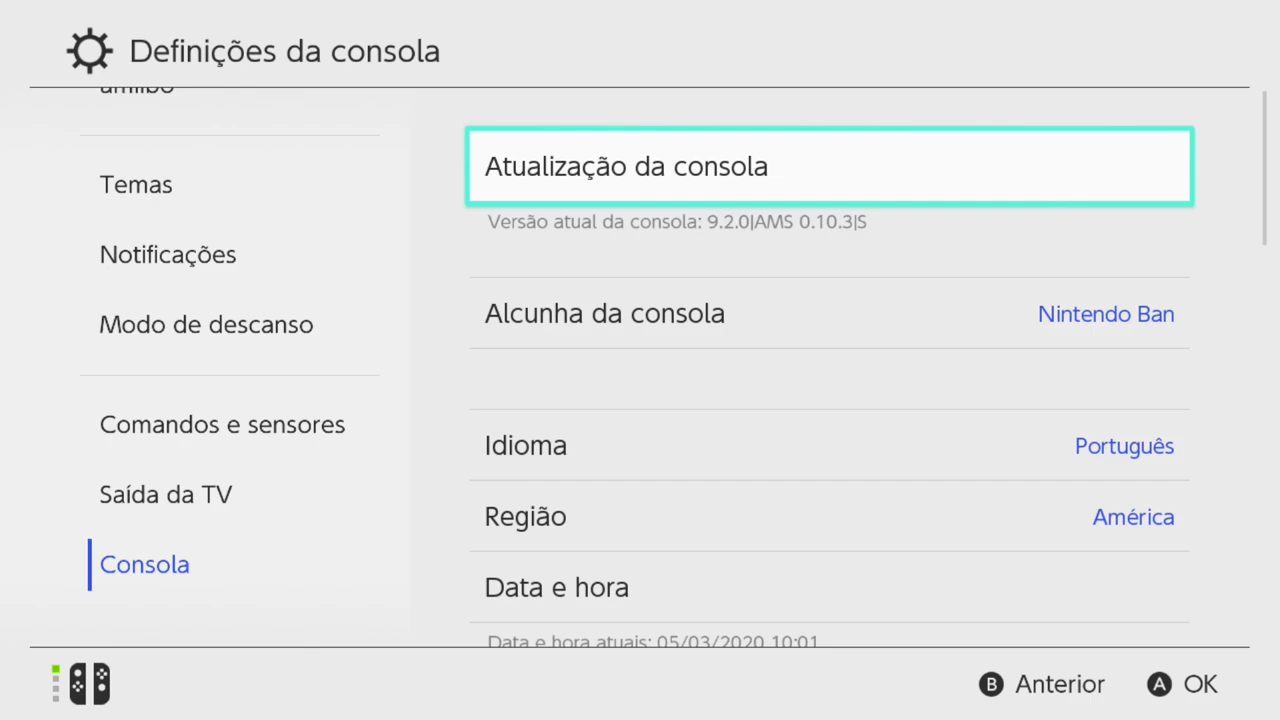 Definições da consola
amiibo
Temas
Notificações
Modo de descanso
Comandos e sensores
Saída da TV
Consola
Atualização da consola
Versão atual da consola: 9.2.0|AMS 0.10.3|S
Alcunha da consola Nintendo Ban
Idioma Português
Região América
Data e hora
Data e hora atuais: 05/03/2020 10:01
B Anterior A OK